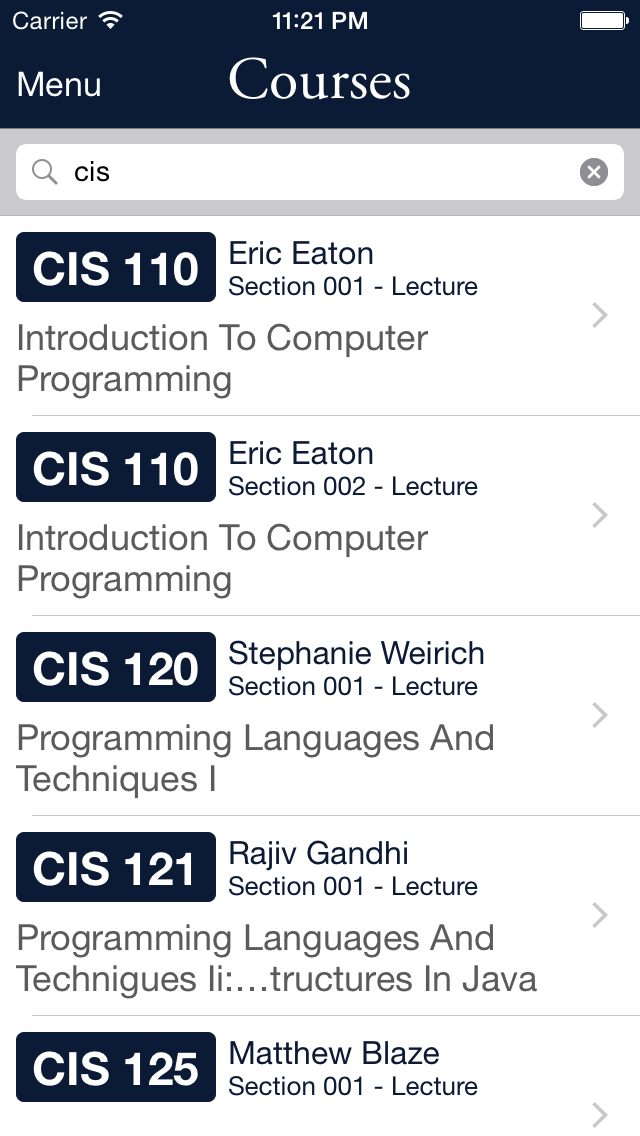 Carrier 11:21 PM
Menu Courses
cis
CIS 110 Eric Eaton
Section 001 - Lecture
Introduction To Computer
Programming
CIS 110 Eric Eaton
Section 002 - Lecture
Introduction To Computer
Programming
CIS 120 Stephanie Weirich
Section 001 - Lecture
Programming Languages And
Techniques I
CIS 121 Rajiv Gandhi
Section 001 - Lecture
Programming Languages And
Technigues Ii:...tructures In Java
CIS 125 Matthew Blaze
Section 001 - Lecture